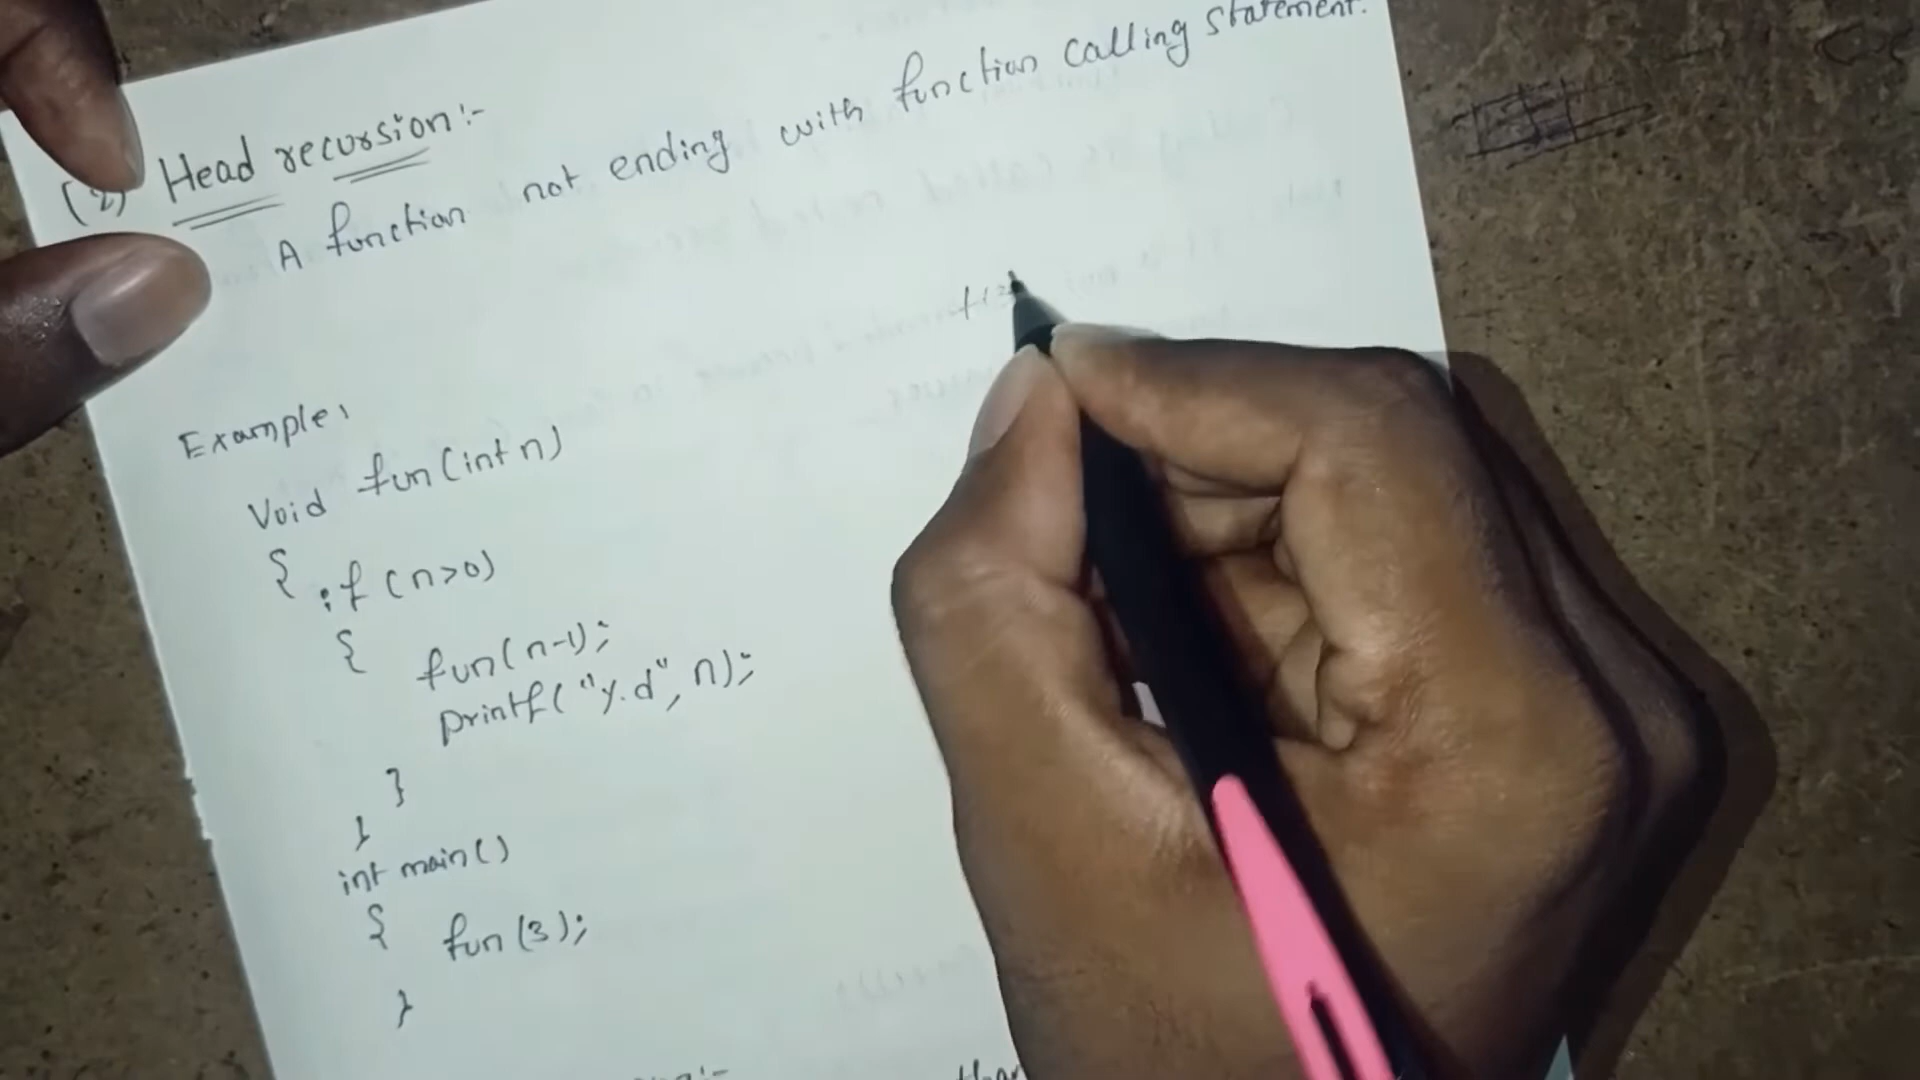 (2) Head recursion:-
A function not ending with function calling statement.
f(3
Example:
Void fun(int n)
{
if (n>0)
{
fun(n-1);
printf("%d", n);
}
}
int main()
{ fun(3);
}